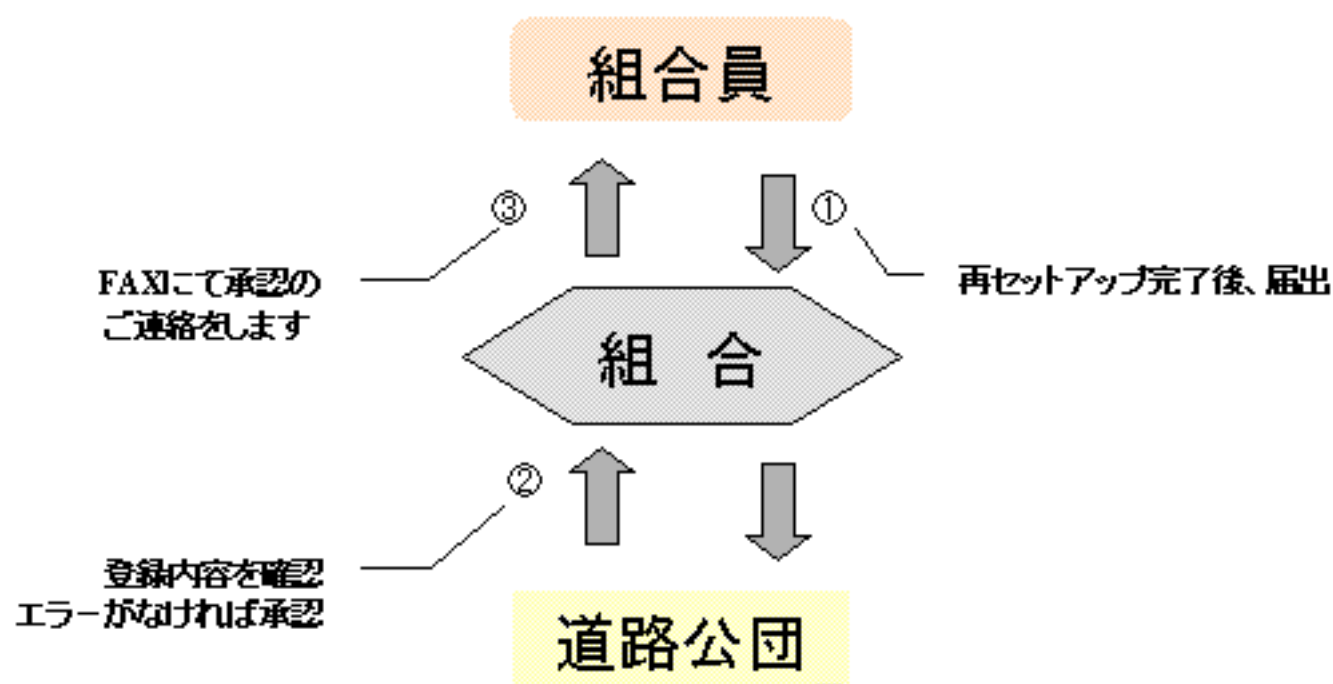 組合員
③
①
FAXにて承認の
ご連絡をします
再セットアップ完了後、届出
組 合
②
登録内容を確認
エラーがなければ承認
道路公団